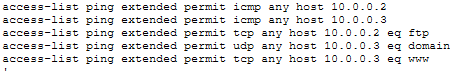 access-list ping extended permit icmp any host 10.0.0.2
access-list ping extended permit icmp any host 10.0.0.3
access-list ping extended permit tcp any host 10.0.0.2 eq ftp
access-list ping extended permit udp any host 10.0.0.3 eq domain
access-list ping extended permit tcp any host 10.0.0.3 eq www
!